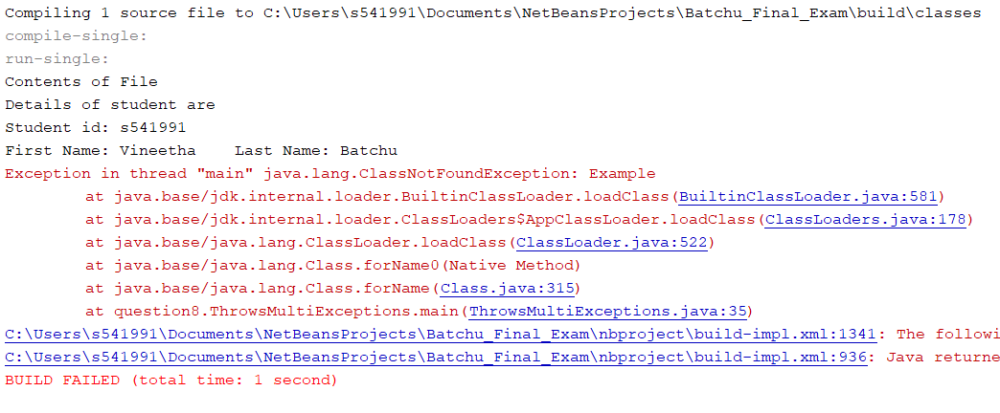 Compiling 1 source file to C:\Users\s541991\Documents\NetBeansProjects\Batchu_Final_Exam\build\classes
compile-single:
run-single:
Contents of File
Details of student are
Student id: s541991
First Name: Vineetha    Last Name: Batchu
Exception in thread "main" java.lang.ClassNotFoundException: Example
at java.base/jdk.internal.loader.BuiltinClassLoader.loadClass(BuiltinClassLoader.java:581)
at java.base/jdk.internal.loader.ClassLoaders$AppClassLoader.loadClass(ClassLoaders.java:178)
at java.base/java.lang.ClassLoader.loadClass(ClassLoader.java:522)
at java.base/java.lang.Class.forName0(Native Method)
at java.base/java.lang.Class.forName(Class.java:315)
at question8.ThrowsMultiExceptions.main(ThrowsMultiExceptions.java:35)
C:\Users\s541991\Documents\NetBeansProjects\Batchu_Final_Exam\nbproject\build-impl.xml:1341: The followi
C:\Users\s541991\Documents\NetBeansProjects\Batchu_Final_Exam\nbproject\build-impl.xml:936: Java returne
BUILD FAILED (total time: 1 second)